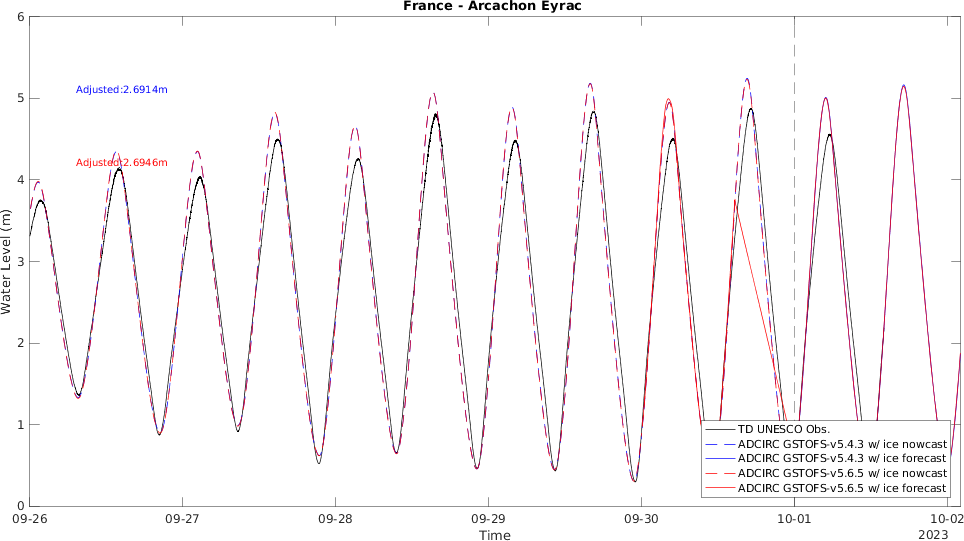 France - Arcachon Eyrac
6
5
4
3
2
1
0
Water Level (m)
Adjusted:2.6914m
Adjusted:2.6946m
TD UNESCO Obs.
ADCIRC GSTOFS-v5.4.3 w/ ice nowcast
ADCIRC GSTOFS-v5.4.3 w/ ice forecast
ADCIRC GSTOFS-v5.6.5 w/ ice nowcast
ADCIRC GSTOFS-v5.6.5 w/ ice forecast
09-26 09-27 09-28 09-29 09-30 10-01 10-02
Time
2023